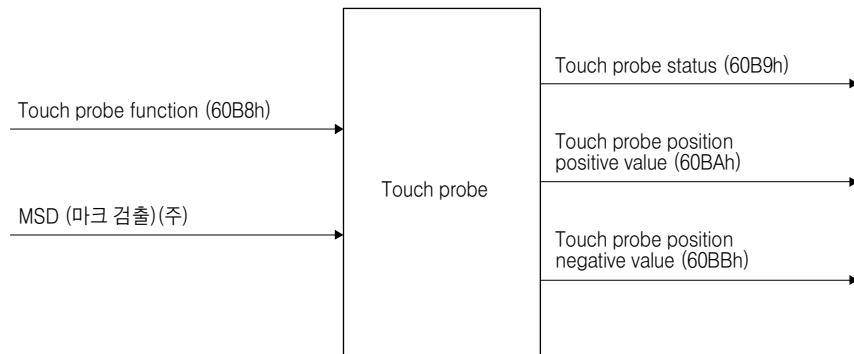 Touch probe function (60B8h)
MSD (마크 검출)(주)
Touch probe
Touch probe status (60B9h)
Touch probe position
positive value (60BAh)
Touch probe position
negative value (60BBh)